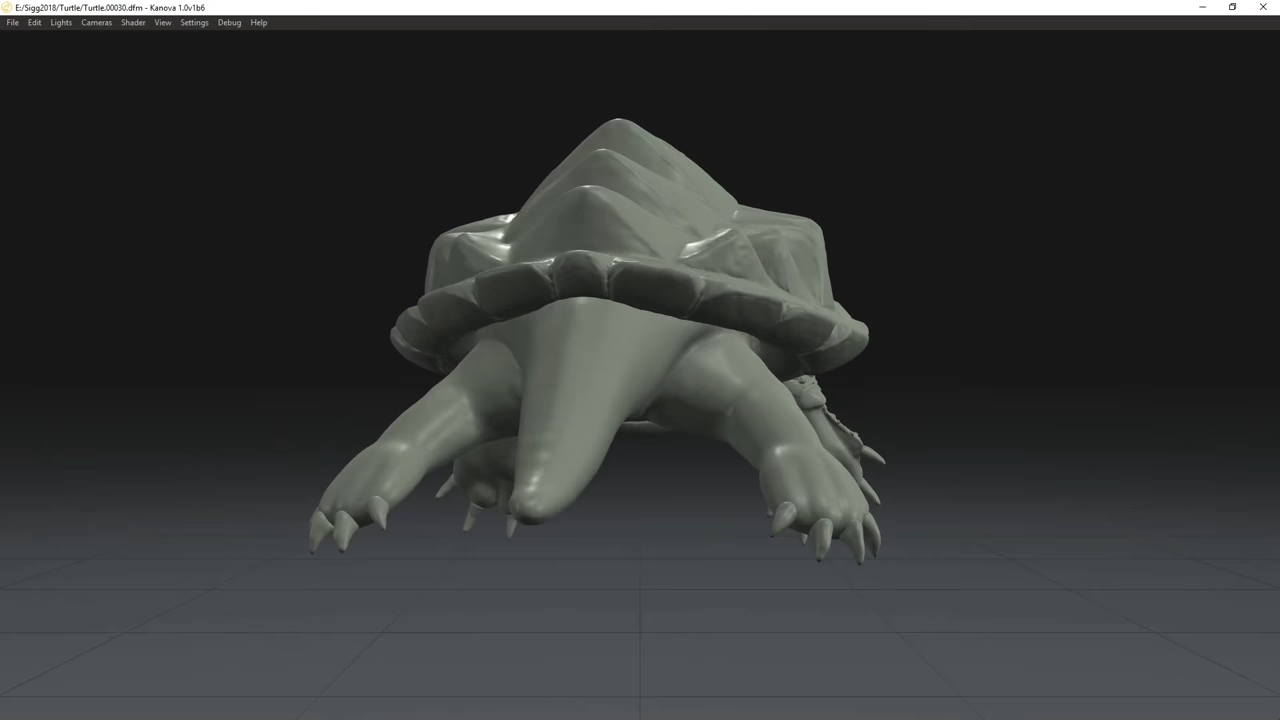 E:/Sigg2018/Turtle/Turtle.00030.dfm - Kanova 1.0v1b6
File Edit Lights Cameras Shader View Settings Debug Help